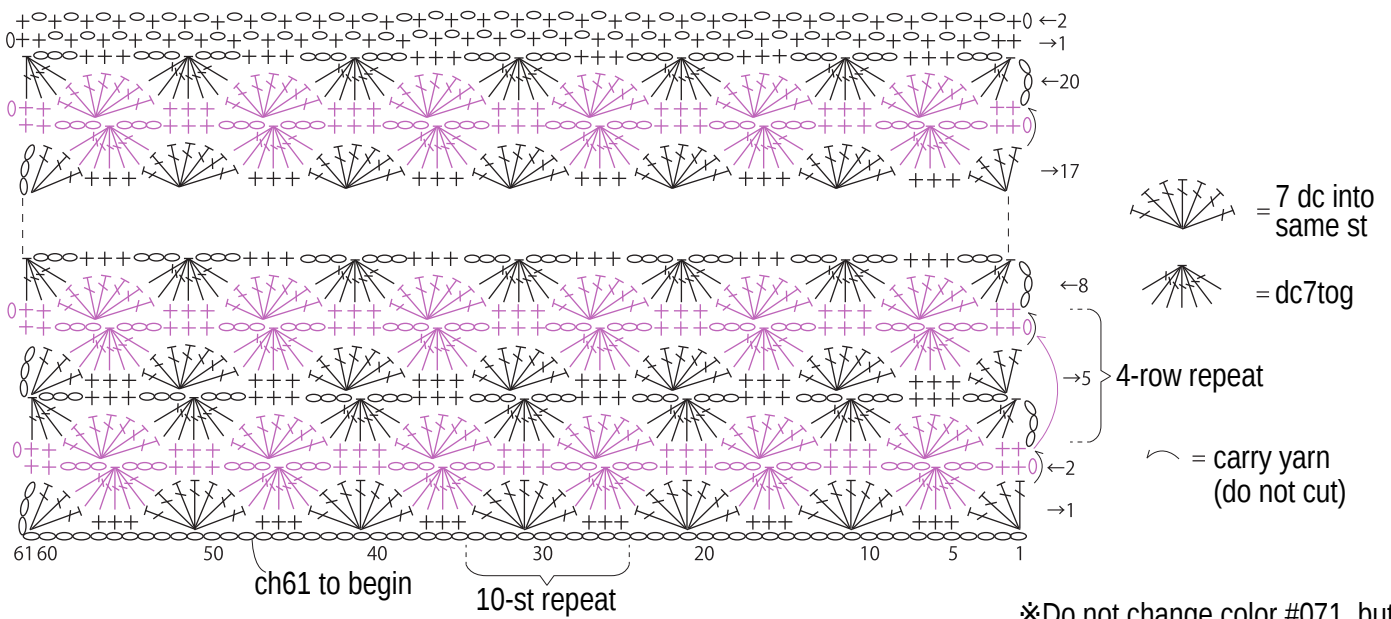 ←2
→1
←20
→17
= 7 dc into
same st
= dc7tog
←8
→5
4-row repeat
= carry yarn
(do not cut)
←2
→1
61 60 50 40 30 20 10 5 1
ch61 to begin
10-st repeat
※Do not change color #071, but